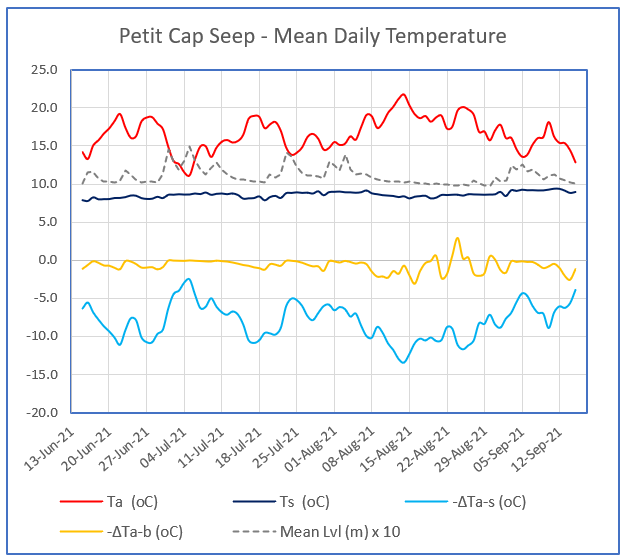 Petit Cap Seep - Mean Daily Temperature
25.0
20.0
15.0
10.0
5.0
0.0
-5.0
-10.0
-15.0
-20.0
13-Jun-21
20-Jun-21
27-Jun-21
04-Jul-21
11-Jul-21
18-Jul-21
25-Jul-21
01-Aug-21
08-Aug-21
15-Aug-21
22-Aug-21
29-Aug-21
05-Sep-21
12-Sep-21
Ta (oC)
Ts (oC)
-ΔTa-s (oC)
-ΔTa-b (oC)
Mean Lvl (m) x 10